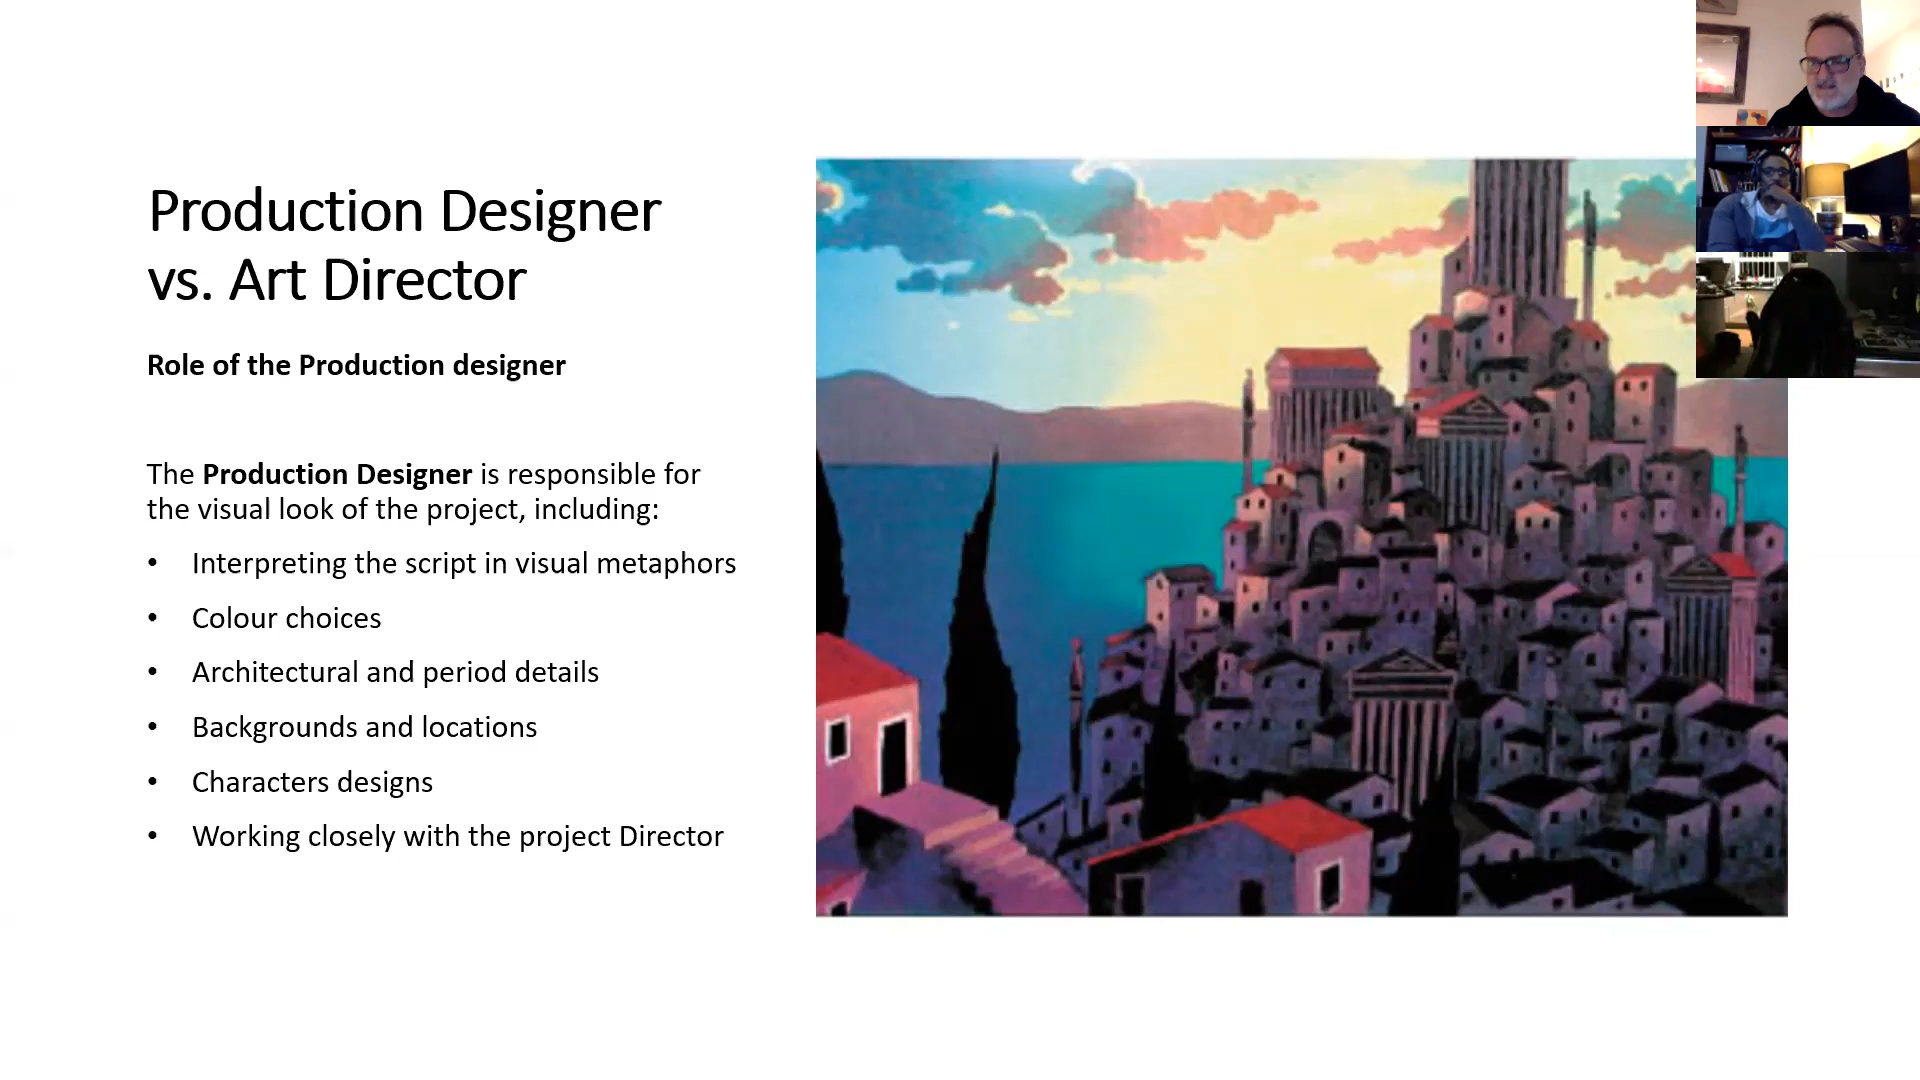 Production Designer
vs. Art Director
Role of the Production designer
The Production Designer is responsible for
the visual look of the project, including:
• Interpreting the script in visual metaphors
• Colour choices
• Architectural and period details
• Backgrounds and locations
• Characters designs
• Working closely with the project Director